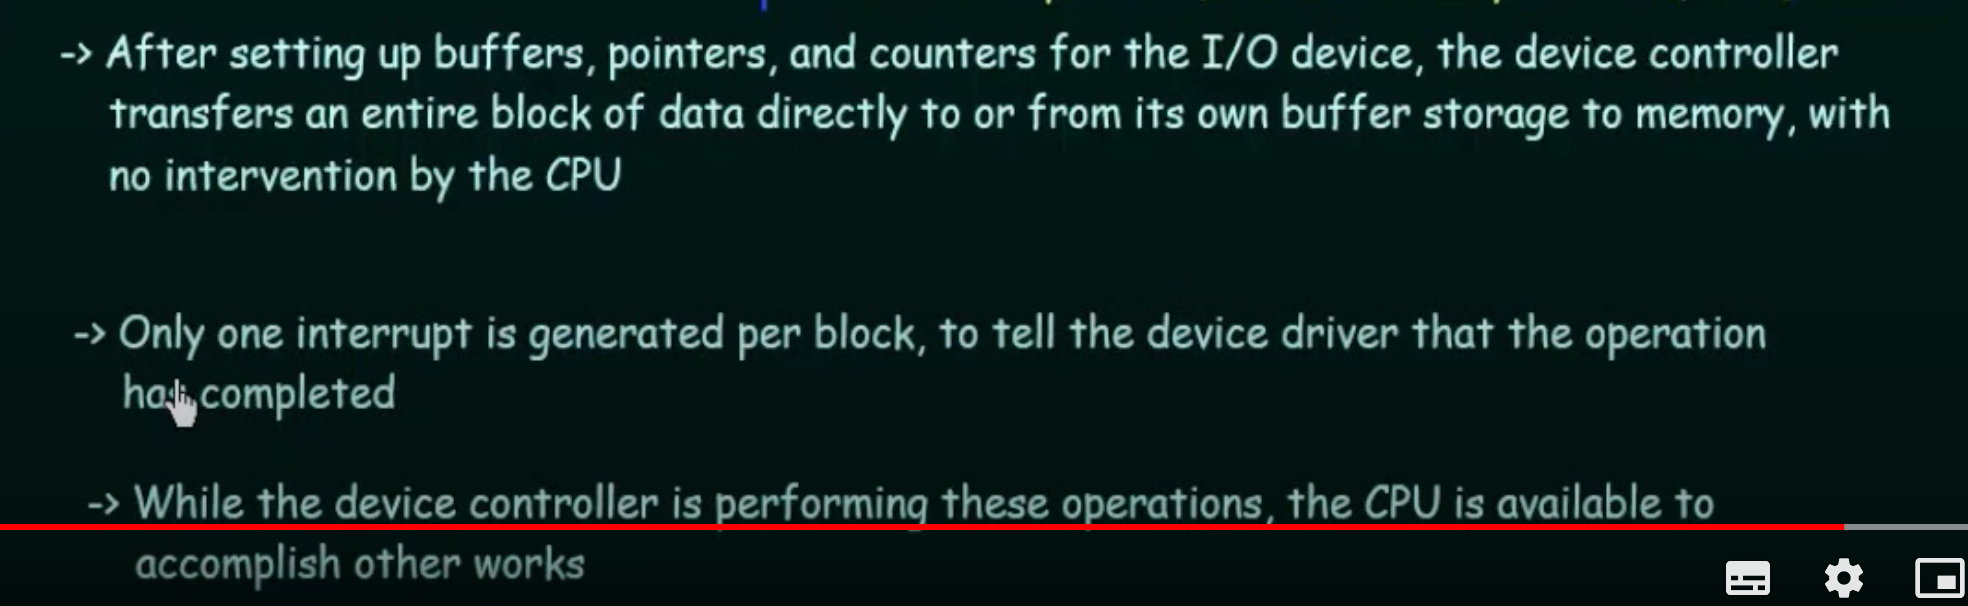 -> After setting up buffers, pointers, and counters for the I/O device, the device controller
transfers an entire block of data directly to or from its own buffer storage to memory, with
no intervention by the CPU
-> Only one interrupt is generated per block, to tell the device driver that the operation
has completed
-> While the device controller is performing these operations, the CPU is available to
accomplish other works